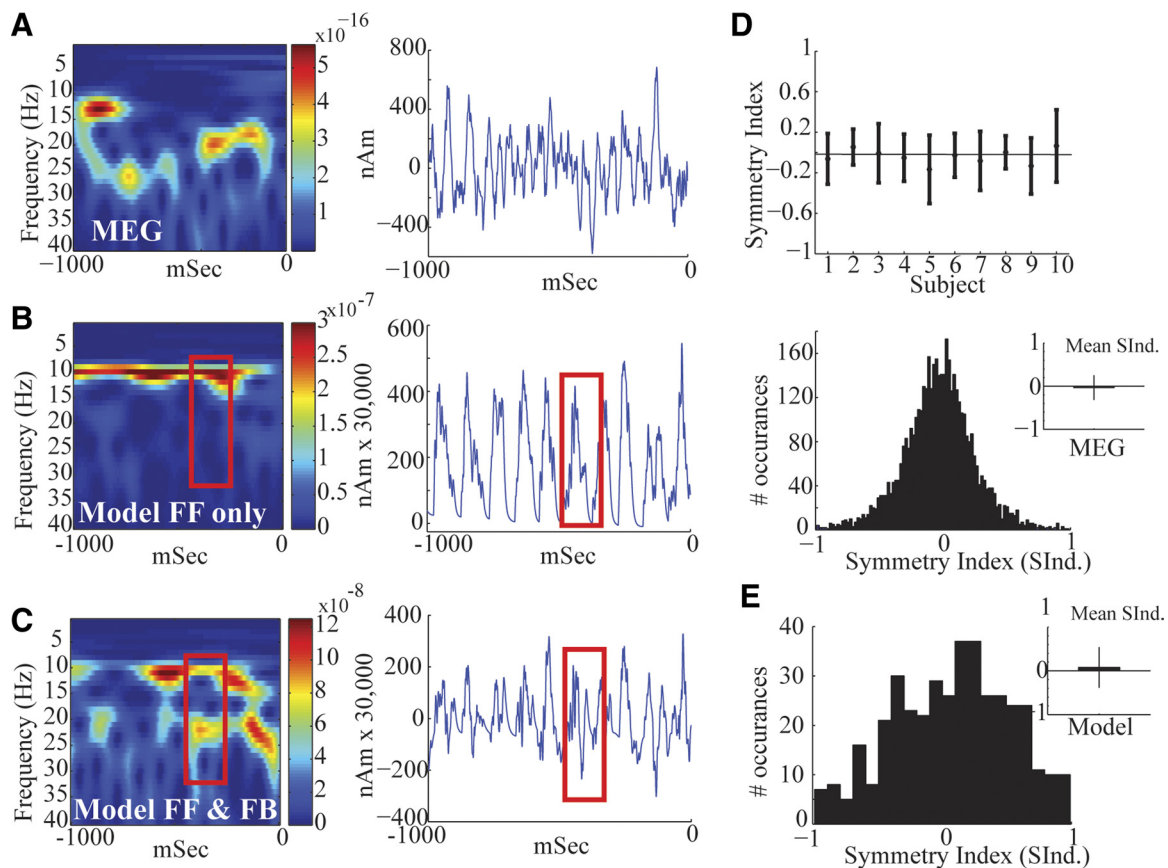 A
x10^-16
5
10
15
20
25
30
35
40
Frequency (Hz)
MEG
-1000
0
mSec
5
4
3
2
1
800
400
0
-400
nAm
-1000
0
mSec
D
1
0.6
0.2
-0.2
-0.6
-1
Symmetry Index
1 2 3 4 5 6 7 8 9 10
Subject
B
x10^-7
5
10
15
20
25
30
35
40
Frequency (Hz)
Model FF only
-1000
0
mSec
3
2
1
0
600
400
200
0
nAm x 30,000
-1000
0
mSec
160
120
80
40
0
# occurances
-1
0
1
Symmetry Index (SInd.)
1
Mean SInd.
0
-1
MEG
C
x10^-8
5
10
15
20
25
30
35
40
Frequency (Hz)
Model FF & FB
-1000
0
mSec
12
10
8
6
4
2
0
400
200
0
-200
-400
nAm x 30,000
-1000
0
mSec
E
40
30
20
10
0
# occurances
-1
0
1
Symmetry Index (SInd.)
1
Mean SInd.
0
-1
Model